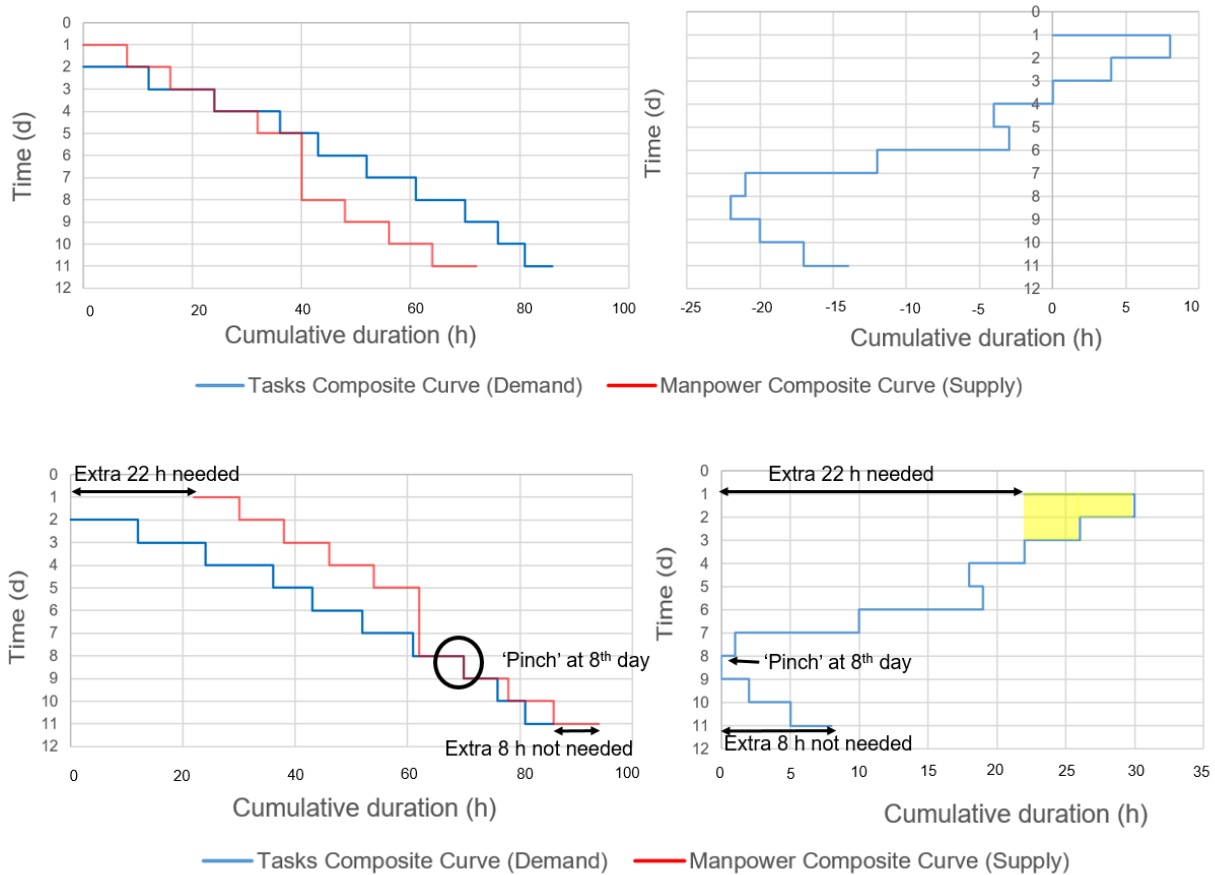 0
1
2
3
4
5
6
7
8
9
10
11
12
Time (d)
0 20 40 60 80 100
Cumulative duration (h)
0
1
2
3
4
5
6
7
8
9
10
11
12
Time (d)
-25 -20 -15 -10 -5 0 5 10
Cumulative duration (h)
Tasks Composite Curve (Demand) Manpower Composite Curve (Supply)
Extra 22 h needed
0
1
2
3
4
5
6
7
8
9
10
11
12
Time (d)
'Pinch' at 8th day
Extra 8 h not needed
0 20 40 60 80 100
Cumulative duration (h)
Extra 22 h needed
0
1
2
3
4
5
6
7
8
9
10
11
12
Time (d)
'Pinch' at 8th day
Extra 8 h not needed
0 5 10 15 20 25 30 35
Cumulative duration (h)
Tasks Composite Curve (Demand) Manpower Composite Curve (Supply)